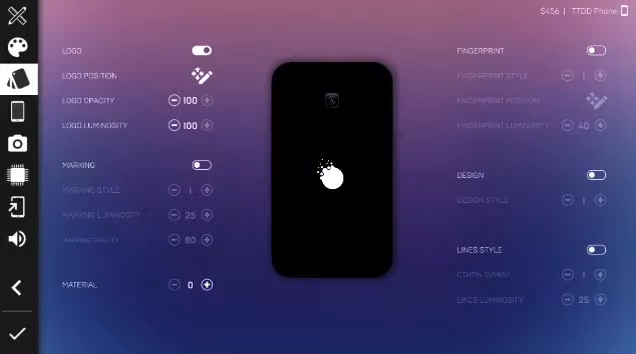 $456 | TTDD Phone
LOGO
LOGO POSITION
LOGO OPACITY 100
LOGO LUMINOSITY 100
MARKING
MARKING STYLE 1
MARKING LUMINOSITY 25
60
MATERIAL 0
FINGERPRINT
FINGERPRINT STYLE 1
FINGERPRINT POSITION
FINGERPRINT LUMINOSITY 40
DESIGN
DESIGN STYLE 1
LINES STYLE
СТИЛЬ ЛИНИЙ 1
LINES LUMINOSITY 25